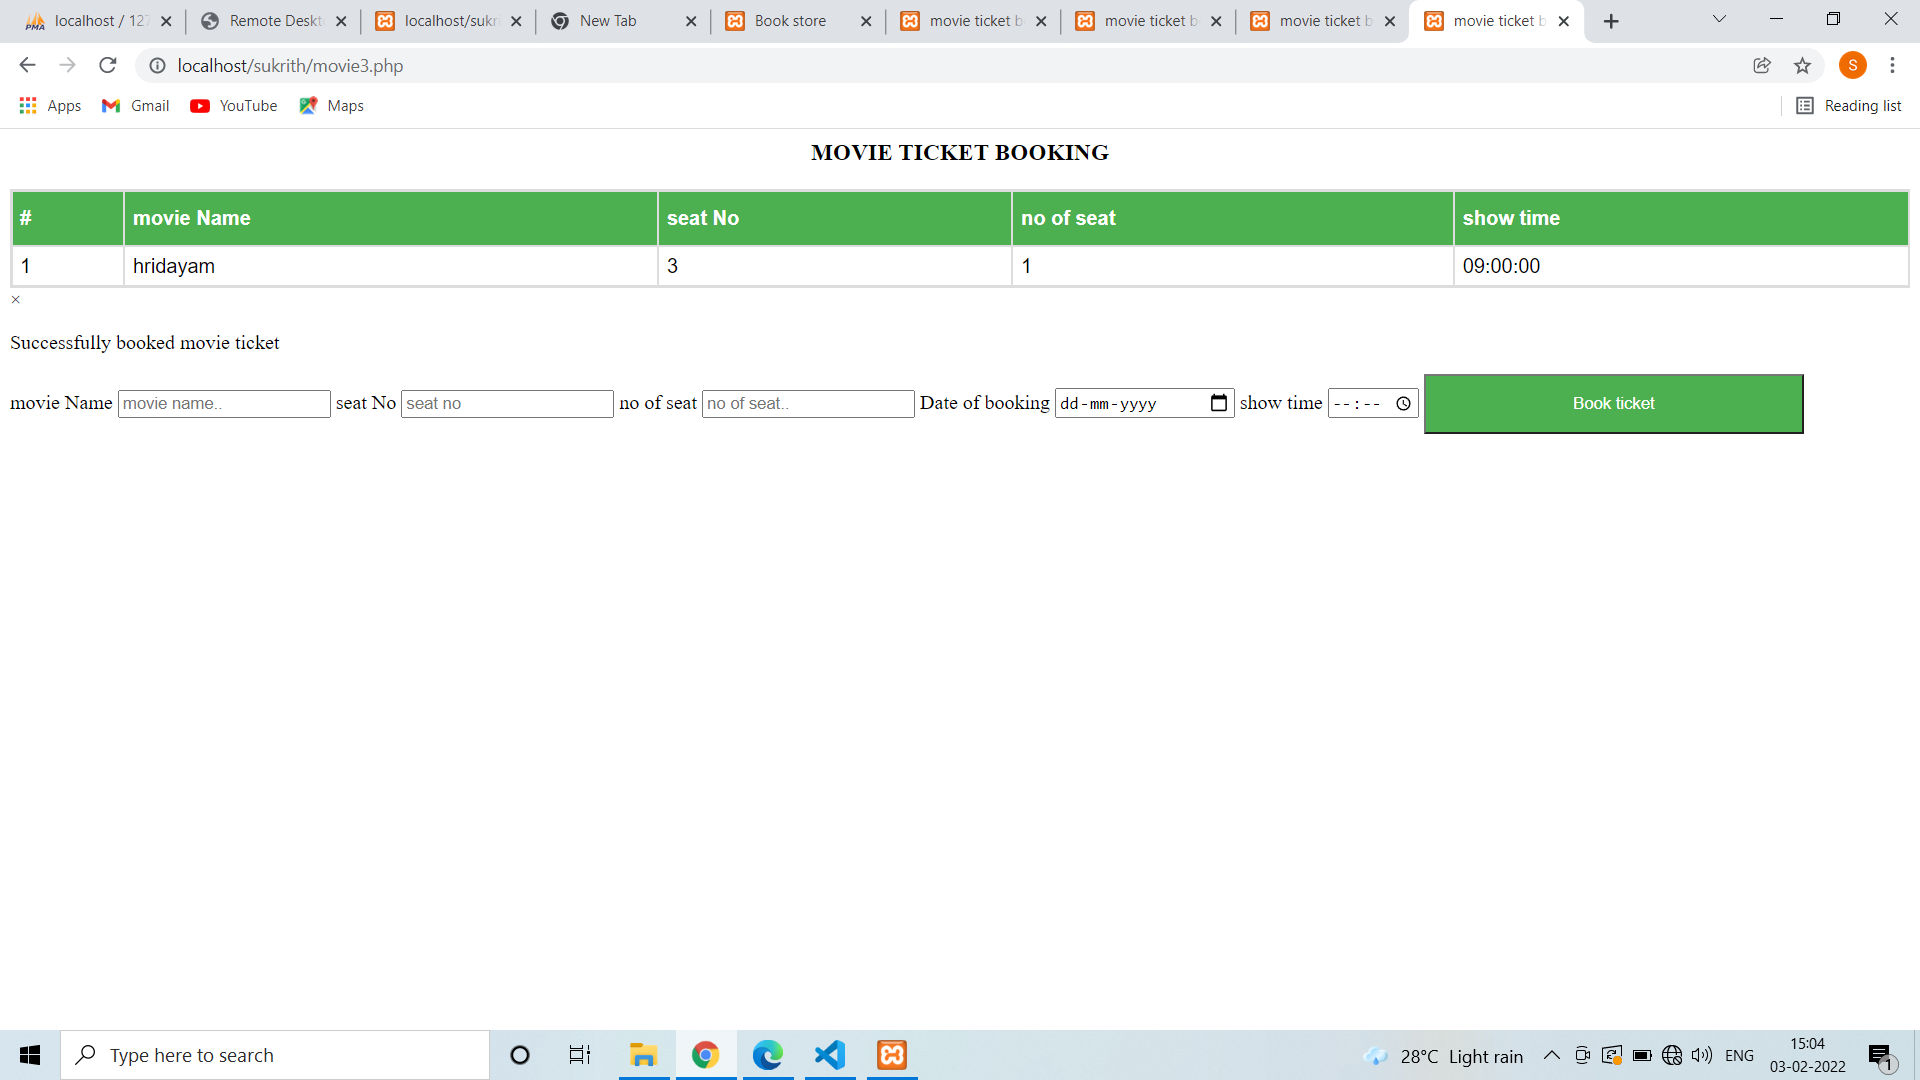 localhost / 127
Remote Deskt
localhost/sukri
New Tab
Book store
movie ticket b
movie ticket b
movie ticket b
movie ticket b
localhost/sukrith/movie3.php
S
Apps
Gmail
YouTube
Maps
Reading list
MOVIE TICKET BOOKING
# movie Name seat No no of seat show time
1 hridayam 3 1 09:00:00
×
Successfully booked movie ticket
movie Name movie name.. seat No seat no no of seat no of seat.. Date of booking dd-mm-yyyy show time --:-- Book ticket
Type here to search
28°C Light rain
ENG
15:04
03-02-2022
1